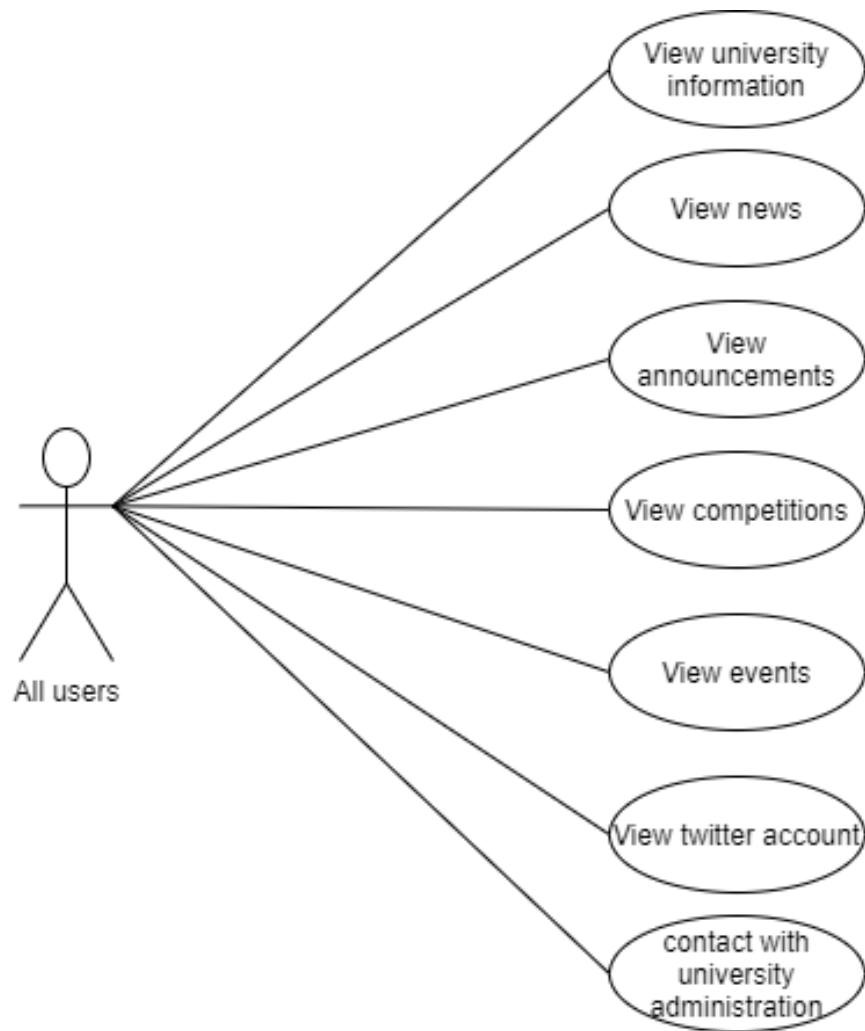 View university
information
View news
View
announcements
View competitions
View events
All users
View twitter account
contact with
university
administration